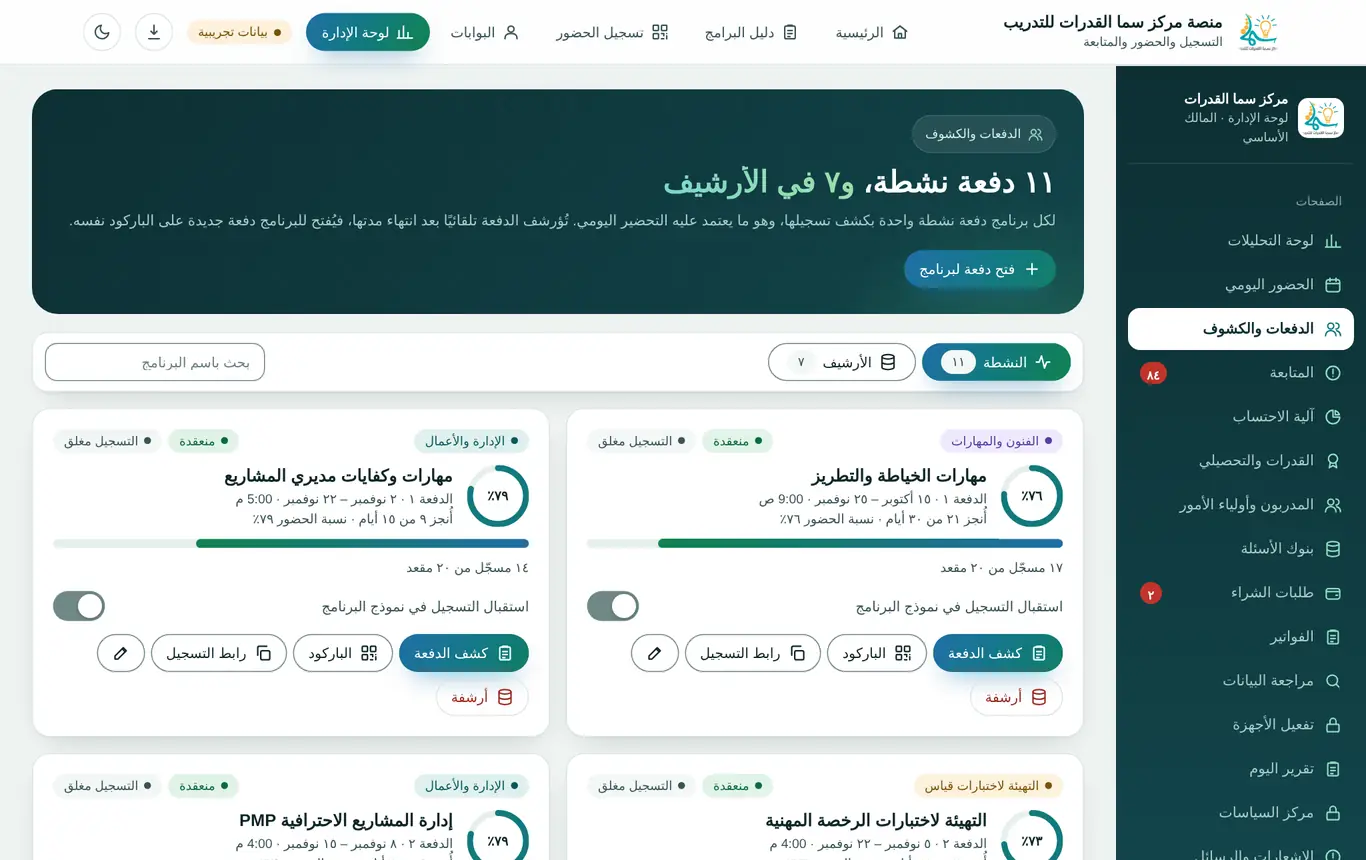 منصة مركز سما القدرات للتدريب
التسجيل والحضور والمتابعة
الرئيسية
دليل البرامج
تسجيل الحضور
البوابات
لوحة الإدارة
بيانات تجريبية
مركز سما القدرات
لوحة الإدارة · المالك
الأساسي
الصفحات
لوحة التحليلات
الحضور اليومي
الدفعات والكشوف
المتابعة
٨٤
آلية الاحتساب
القدرات والتحصيلي
المدربون وأولياء الأمور
بنوك الأسئلة
طلبات الشراء
٢
الفواتير
مراجعة البيانات
تفعيل الأجهزة
تقرير اليوم
مركز السياسات
الإشعارات والرسائل
الدفعات والكشوف
١١ دفعة نشطة، و٧ في الأرشيف
لكل برنامج دفعة نشطة واحدة بكشف تسجيلها، وهو ما يعتمد عليه التحضير اليومي. تُؤرشف الدفعة تلقائيًا بعد انتهاء مدتها، فيُفتح للبرنامج دفعة جديدة على الباركود نفسه.
فتح دفعة لبرنامج
النشطة ١١
الأرشيف ٧
بحث باسم البرنامج
الفنون والمهارات
منعقدة
التسجيل مغلق
٧٦٪
مهارات الخياطة والتطريز
الدفعة ١ · ١٥ أكتوبر – ٢٥ نوفمبر · 9:00 ص
أُنجز ٢١ من ٣٠ أيام · نسبة الحضور ٧٦٪
١٧ مسجّل من ٢٠ مقعد
استقبال التسجيل في نموذج البرنامج
كشف الدفعة
الباركود
رابط التسجيل
أرشفة
الإدارة والأعمال
منعقدة
التسجيل مغلق
٧٩٪
مهارات وكفايات مديري المشاريع
الدفعة ١ · ٢ نوفمبر – ٢٢ نوفمبر · 5:00 م
أُنجز ٩ من ١٥ أيام · نسبة الحضور ٧٩٪
١٤ مسجّل من ٢٠ مقعد
استقبال التسجيل في نموذج البرنامج
كشف الدفعة
الباركود
رابط التسجيل
أرشفة
التهيئة لاختبارات قياس
منعقدة
التسجيل مغلق
٧٣٪
التهيئة لاختبارات الرخصة المهنية
الدفعة ٢ · ٥ نوفمبر – ٢٢ نوفمبر · 4:00 م
الإدارة والأعمال
منعقدة
التسجيل مغلق
٧٩٪
إدارة المشاريع الاحترافية PMP
الدفعة ٢ · ٨ نوفمبر – ١٥ نوفمبر · 4:00 م